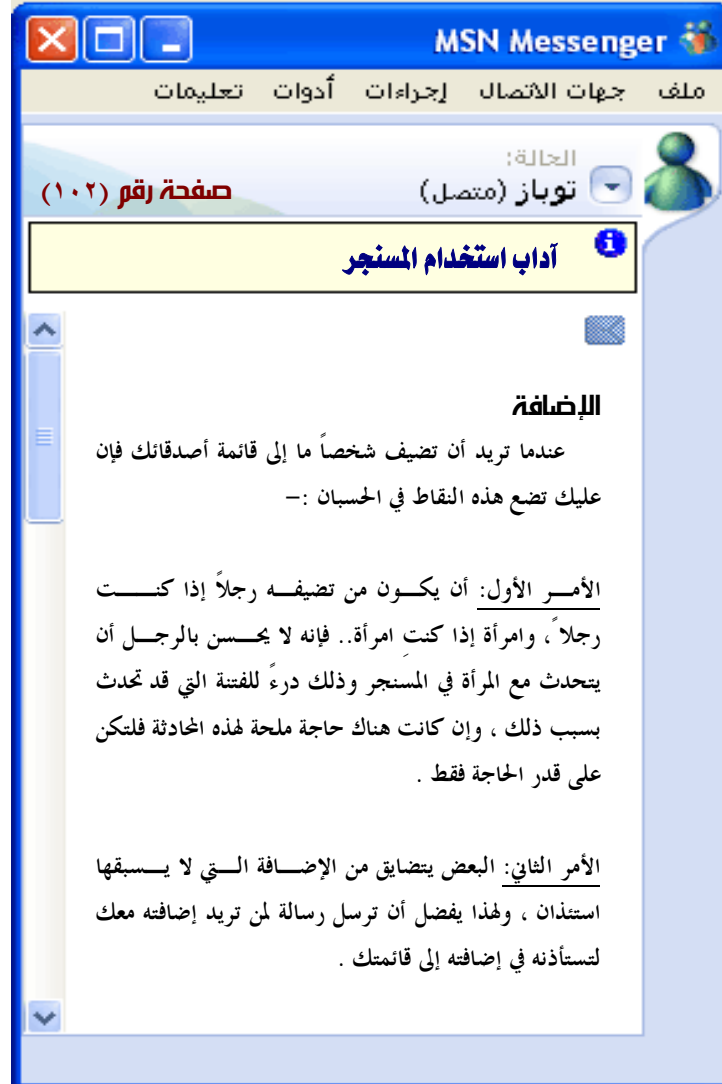 MSN Messenger
ملف جهات الاتصال إجراءات أدوات تعليمات
الحالة:
توباز (متصل)
صفحة رقم (١٠٢)
آداب استخدام المسنجر
الإضافة
عندما تريد أن تضيف شخصاً ما إلى قائمة أصدقائك فإن
عليك تضع هذه النقاط في الحسبان :–
الأمـــر الأول: أن يكـــون من تضيفـــه رجلاً إذا كنـــــت
رجلاً، وامرأة إذا كنتِ امرأة.. فإنه لا يحـــسن بالرجـــل أن
يتحدث مع المرأة في المسنجر وذلك درءً للفتنة التي قد تحدث
بسبب ذلك ، وإن كانت هناك حاجة ملحة لهذه المحادثة فلتكن
على قدر الحاجة فقط .
الأمر الثاني: البعض يتضايق من الإضـــافة الـــتي لا يـــسبقها
استئذان ، ولهذا يفضل أن ترسل رسالة لمن تريد إضافته معك
لتستأذنه في إضافته إلى قائمتك .